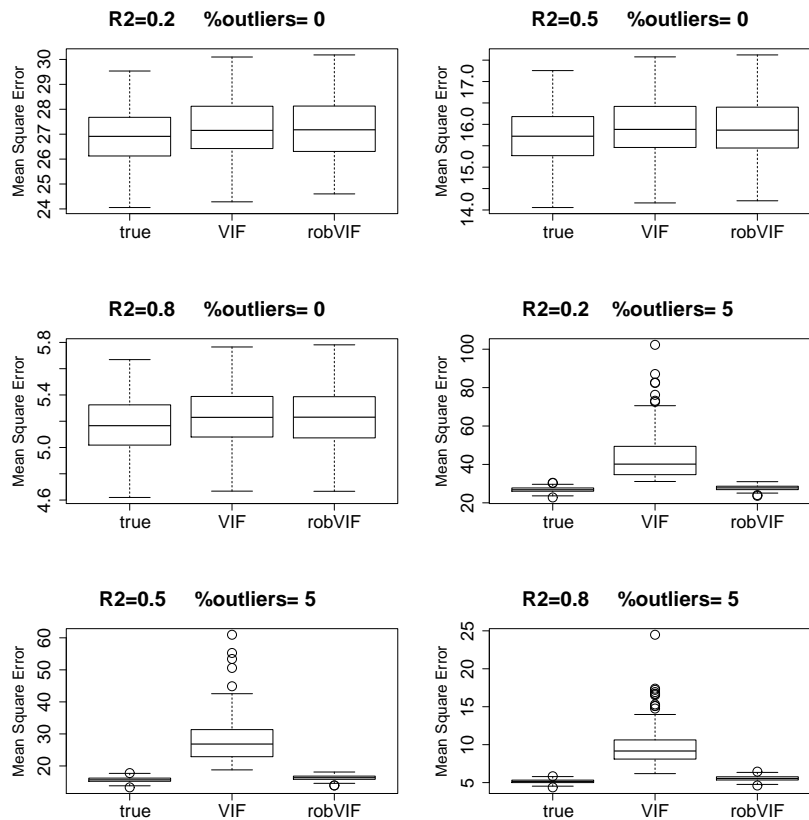 R2=0.2 %outliers= 0
Mean Square Error
24 25 26 27 28 29 30
true VIF robVIF
R2=0.5 %outliers= 0
Mean Square Error
14.0 15.0 16.0 17.0
true VIF robVIF
R2=0.8 %outliers= 0
Mean Square Error
4.6 5.0 5.4 5.8
true VIF robVIF
R2=0.2 %outliers= 5
Mean Square Error
20 40 60 80 100
true VIF robVIF
R2=0.5 %outliers= 5
Mean Square Error
20 30 40 50 60
true VIF robVIF
R2=0.8 %outliers= 5
Mean Square Error
5 10 15 20 25
true VIF robVIF